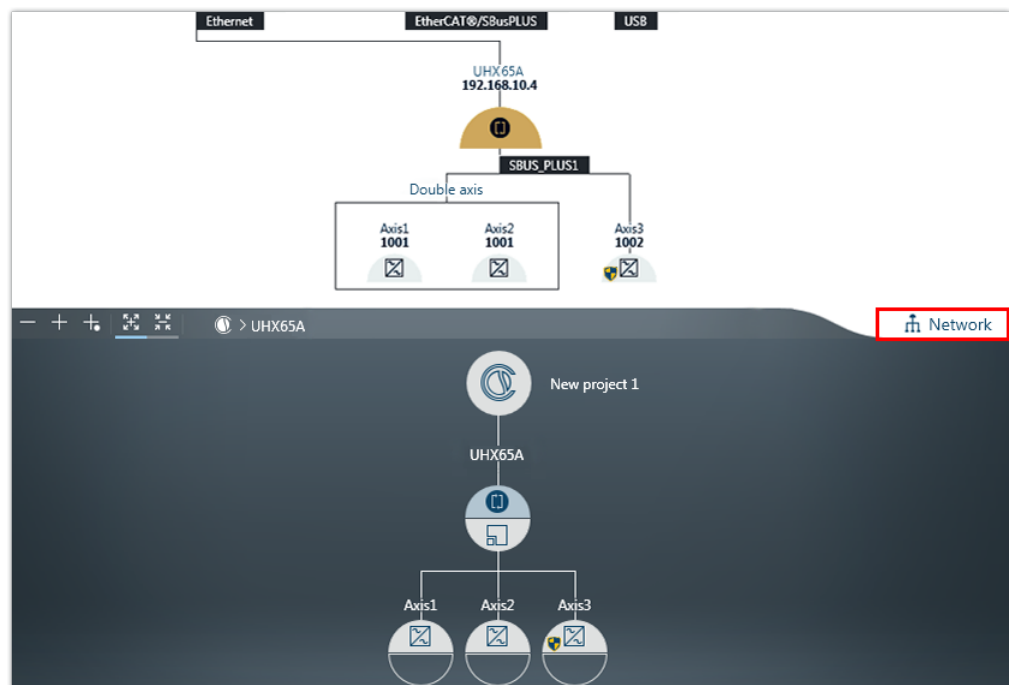 Ethernet
EtherCAT®/SBusPLUS
USB
UHX65A
192.168.10.4
SBUS_PLUS1
Double axis
Axis1
1001
Axis2
1001
Axis3
1002
> UHX65A
Network
New project 1
UHX65A
Axis1
Axis2
Axis3